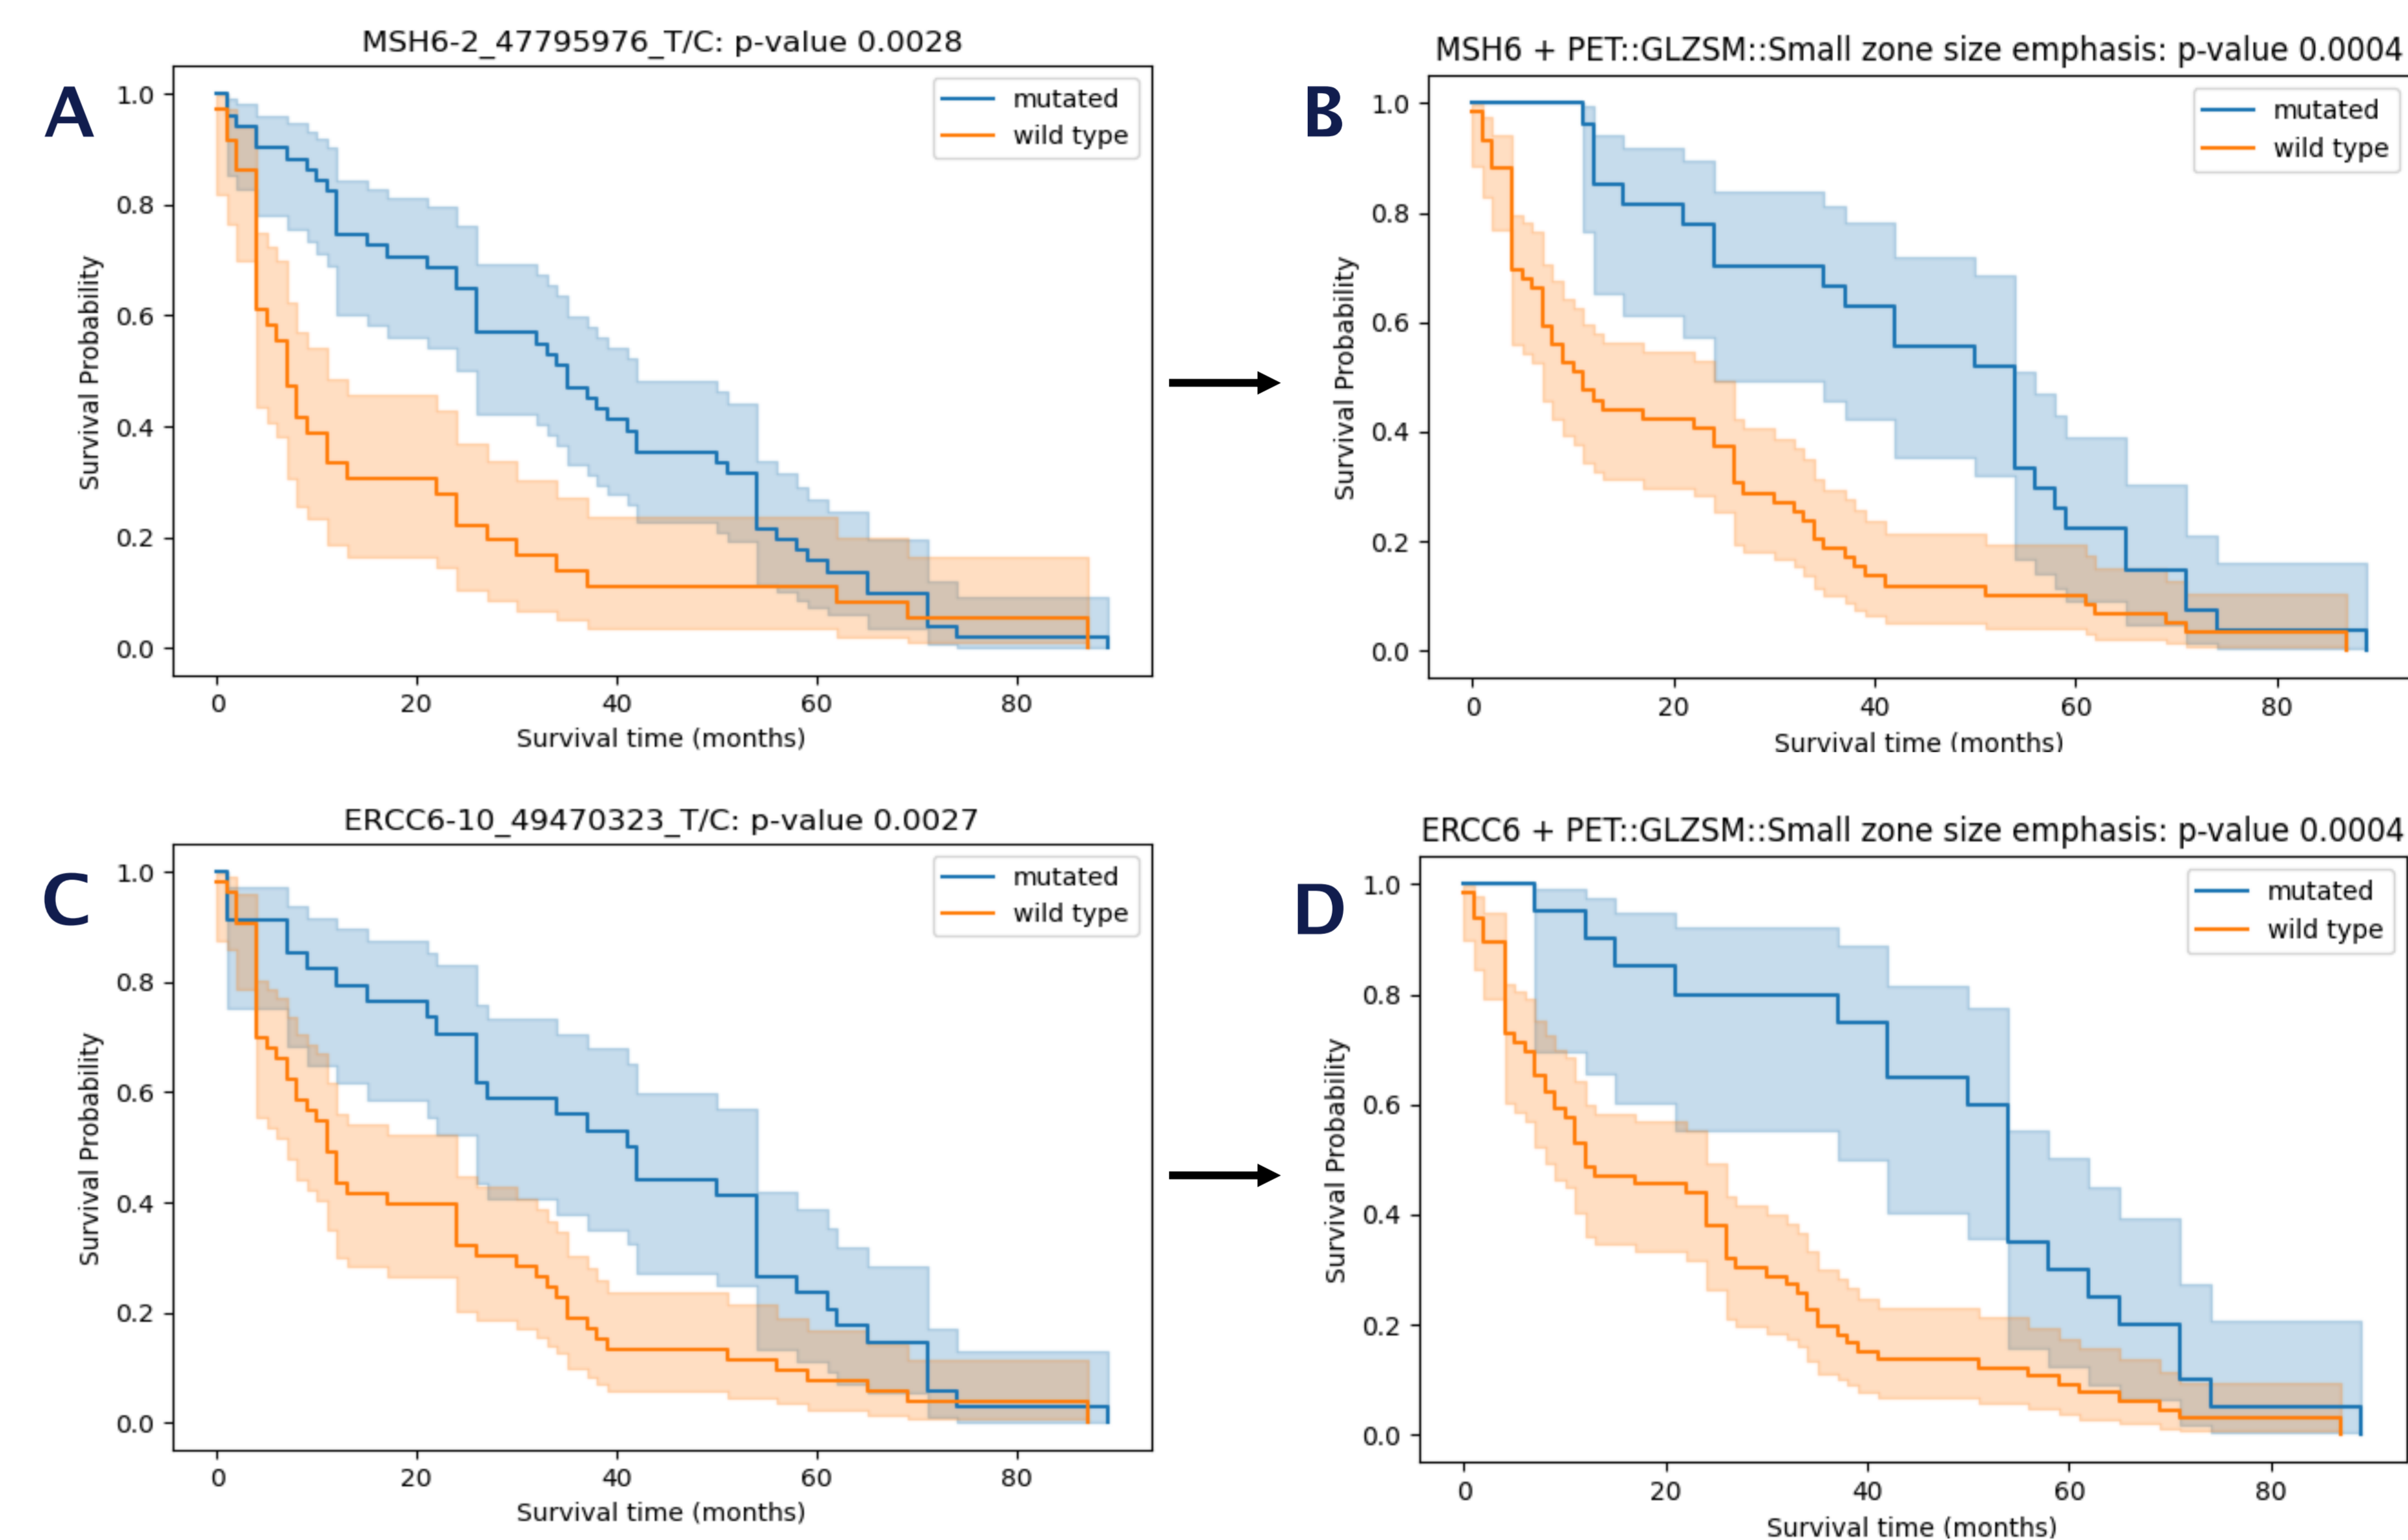 A
MSH6-2_47795976_T/C: p-value 0.0028
mutated
wild type
Survival Probability
1.0
0.8
0.6
0.4
0.2
0.0
0 20 40 60 80
Survival time (months)
B
MSH6 + PET::GLZSM::Small zone size emphasis: p-value 0.0004
mutated
wild type
Survival Probability
1.0
0.8
0.6
0.4
0.2
0.0
0 20 40 60 80
Survival time (months)
C
ERCC6-10_49470323_T/C: p-value 0.0027
mutated
wild type
Survival Probability
1.0
0.8
0.6
0.4
0.2
0.0
0 20 40 60 80
Survival time (months)
D
ERCC6 + PET::GLZSM::Small zone size emphasis: p-value 0.0004
mutated
wild type
Survival Probability
1.0
0.8
0.6
0.4
0.2
0.0
0 20 40 60 80
Survival time (months)